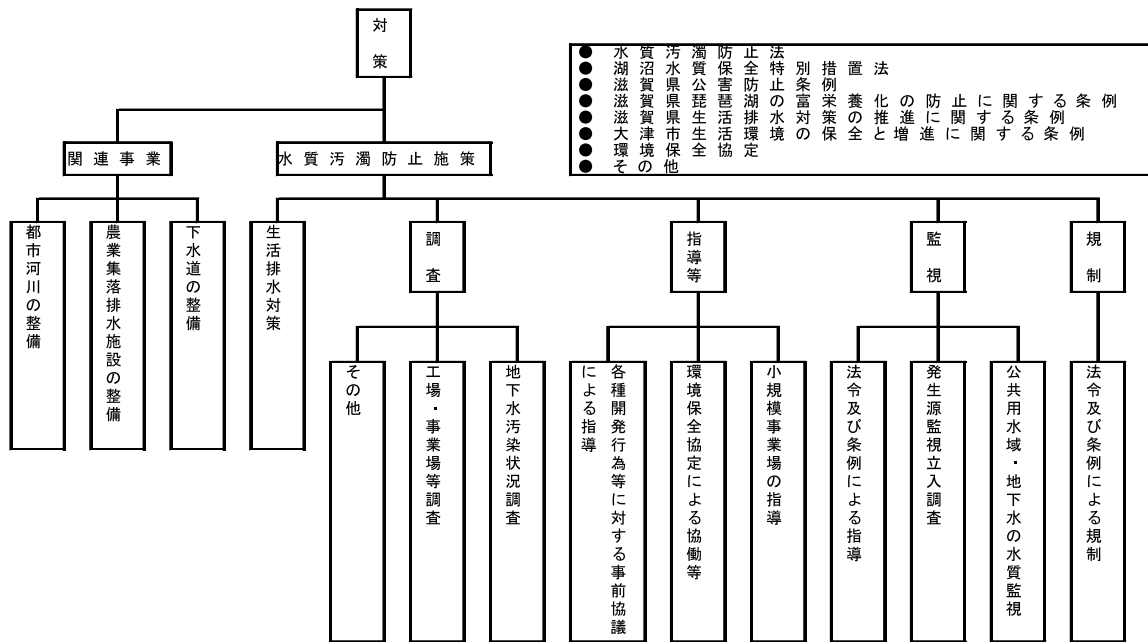 対策
● 水質汚濁防止法
● 湖沼水質保全特別措置法
● 滋賀県公害防止条例
● 滋賀県琵琶湖の富栄養化の防止に関する条例
● 滋賀県生活排水対策の推進に関する条例
● 大津市生活環境の保全と増進に関する条例
● 環境保全協定
● その他
関連事業
水質汚濁防止施策
都市河川の整備
農業集落排水施設の整備
下水道の整備
生活排水対策
調査
指導等
監視
規制
その他
工場・事業場等調査
地下水汚染状況調査
各種開発行為等に対する事前協議
による指導
環境保全協定による協働等
小規模事業場の指導
法令及び条例による指導
発生源監視立入調査
公共用水域・地下水の水質監視
法令及び条例による規制